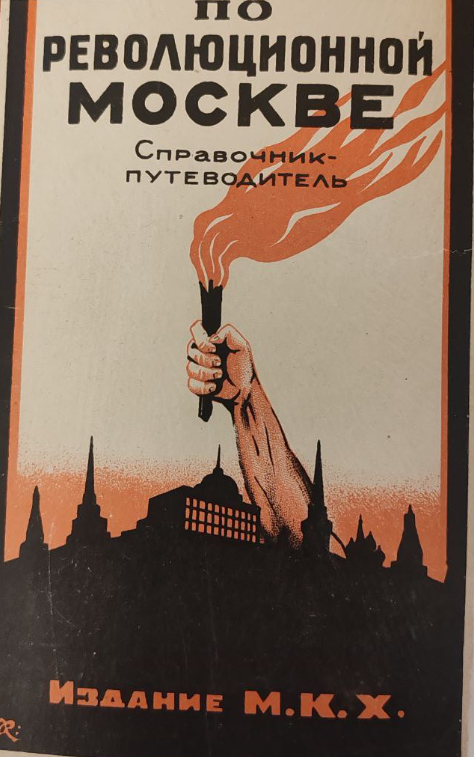 ПО
РЕВОЛЮЦИОННОЙ
МОСКВЕ
СПРАВОЧНИК-
ПУТЕВОДИТЕЛЬ
ИЗДАНИЕ М.К.Х.